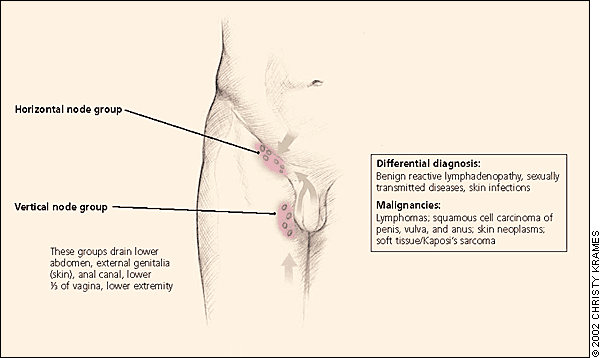 Horizontal node group
Vertical node group
These groups drain lower
abdomen, external genitalia
(skin), anal canal, lower
⅓ of vagina, lower extremity
Differential diagnosis:
Benign reactive lymphadenopathy, sexually
transmitted diseases, skin infections
Malignancies:
Lymphomas; squamous cell carcinoma of
penis, vulva, and anus; skin neoplasms;
soft tissue/Kaposi's sarcoma
© 2002 CHRISTY KRAMES